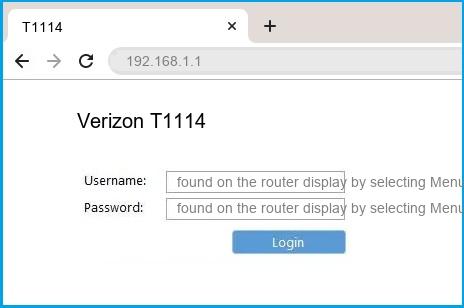 T1114
192.168.1.1
Verizon T1114
Username: found on the router display by selecting Menu
Password: found on the router display by selecting Menu
Login